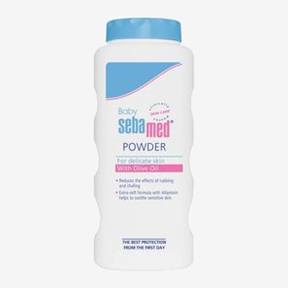 Baby
sebamed®
POWDER
For delicate skin
With Olive Oil
• Reduces the effects of rubbing
and chafing
• Extra-soft formula with Allantoin
helps to soothe sensitive skin
THE BEST PROTECTION
FROM THE FIRST DAY